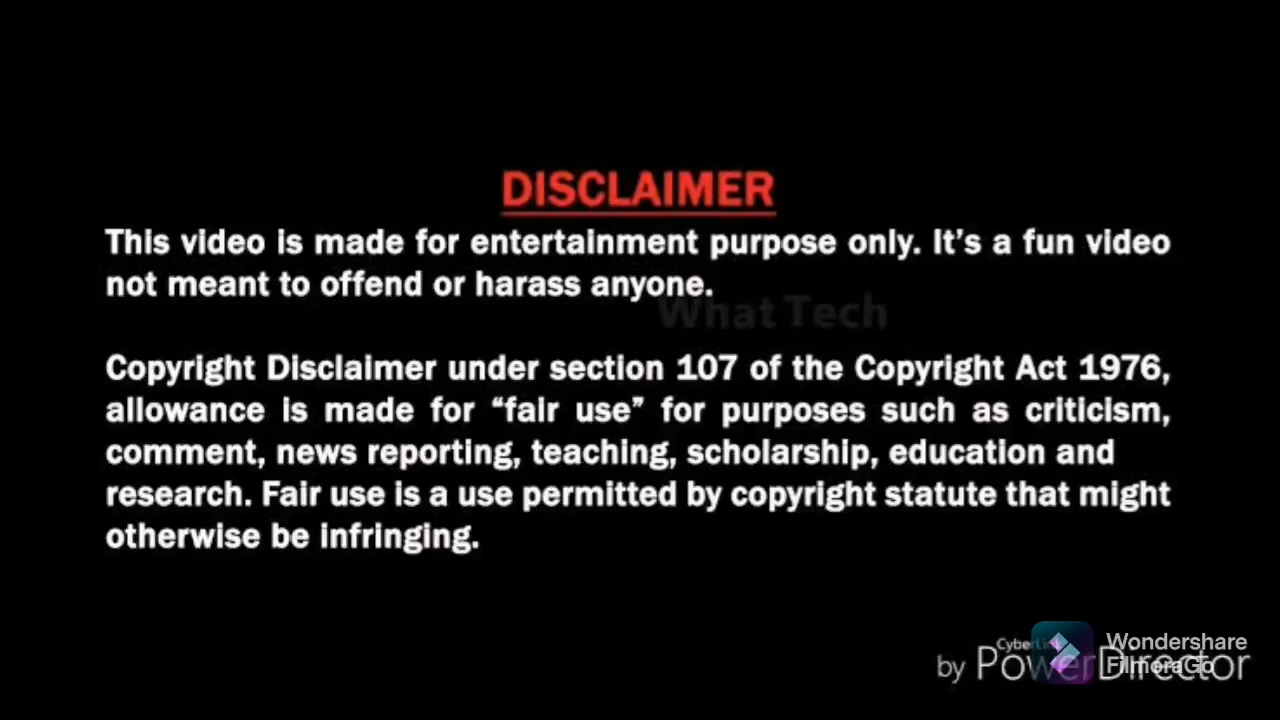 DISCLAIMER
This video is made for entertainment purpose only. It’s a fun video
not meant to offend or harass anyone.
What Tech
Copyright Disclaimer under section 107 of the Copyright Act 1976,
allowance is made for “fair use” for purposes such as criticism,
comment, news reporting, teaching, scholarship, education and
research. Fair use is a use permitted by copyright statute that might
otherwise be infringing.
CyberLink
by PowerDirector
Wondershare
FilmoraGo